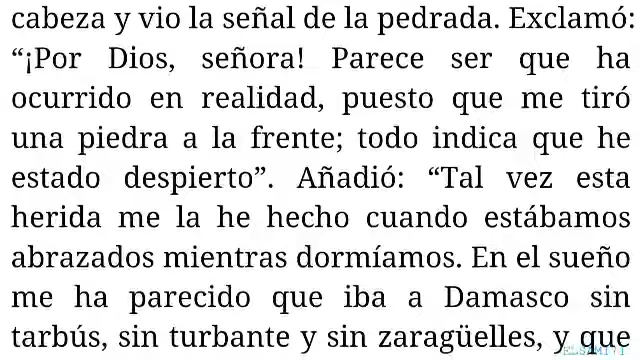 cabeza y vio la señal de la pedrada. Exclamó:
“¡Por Dios, señora! Parece ser que ha
ocurrido en realidad, puesto que me tiró
una piedra a la frente; todo indica que he
estado despierto”. Añadió: “Tal vez esta
herida me la he hecho cuando estábamos
abrazados mientras dormíamos. En el sueño
me ha parecido que iba a Damasco sin
tarbús, sin turbante y sin zaragüelles, y que